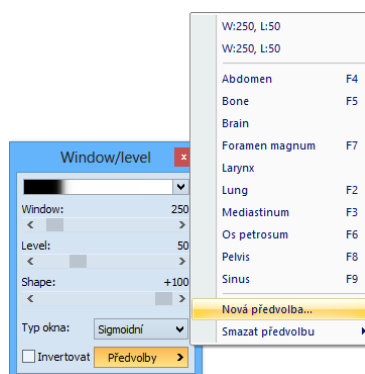 W:250, L:50
W:250, L:50
Abdomen F4
Bone F5
Brain
Foramen magnum F7
Larynx
Lung F2
Mediastinum F3
Os petrosum F6
Pelvis F8
Sinus F9
Nová předvolba...
Smazat předvolbu
Window/level
Window: 250
Level: 50
Shape: +100
Typ okna: Sigmoidní
Invertovat Předvolby